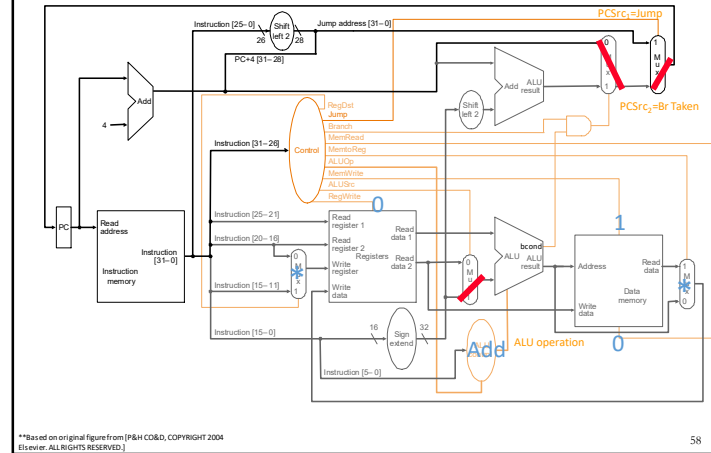 PCSrc1=Jump
Instruction [25–0]
Shift
left 2
Jump address [31–0]
26
28
PC+4 [31–28]
0
M
u
x
1
1
M
u
x
0
Add
ALU
result
Add
4
Shift
left 2
PCSrc2=Br Taken
RegDst
Jump
Branch
MemRead
MemtoReg
ALUOp
MemWrite
ALUSrc
RegWrite
Instruction [31–26]
Control
0
PC
Read
address
Instruction
[31–0]
Instruction
memory
Instruction [25–21]
Instruction [20–16]
Instruction [15–11]
0
M
u
x
1
*
Read
register 1
Read
register 2
Registers
Write
register
Write
data
Read
data 1
Read
data 2
0
M
u
bcond
ALU
ALU
result
1
Address
Read
data
Data
memory
Write
data
1
M
u
x
0
*
0
Instruction [15–0]
16
Sign
extend
32
Add
ALU operation
Instruction [5–0]
**Based on original figure from [P&H CO&D, COPYRIGHT 2004
Elsevier. ALL RIGHTS RESERVED.]
58